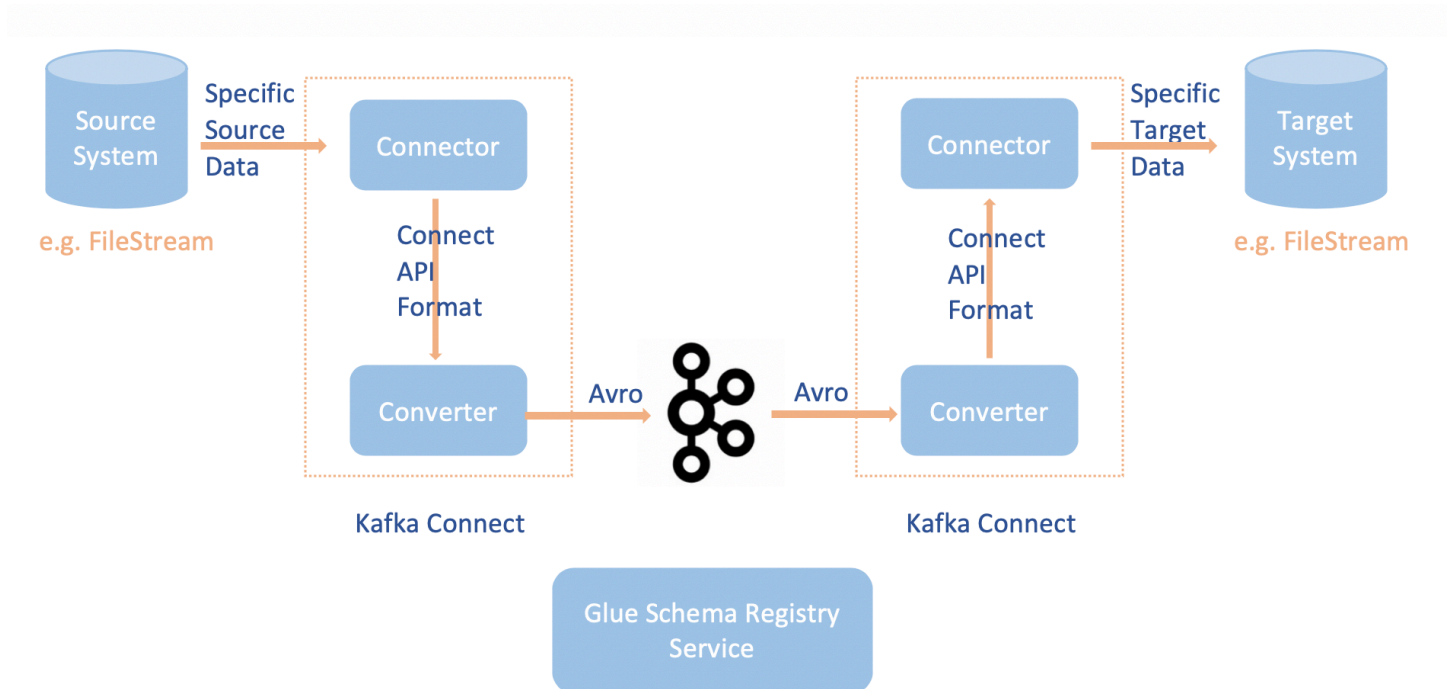 Source
System
e.g. FileStream
Specific
Source
Data
Connector
Connect
API
Format
Converter
Kafka Connect
Avro
Avro
Connector
Connect
API
Format
Converter
Kafka Connect
Specific
Target
Data
Target
System
e.g. FileStream
Glue Schema Registry
Service